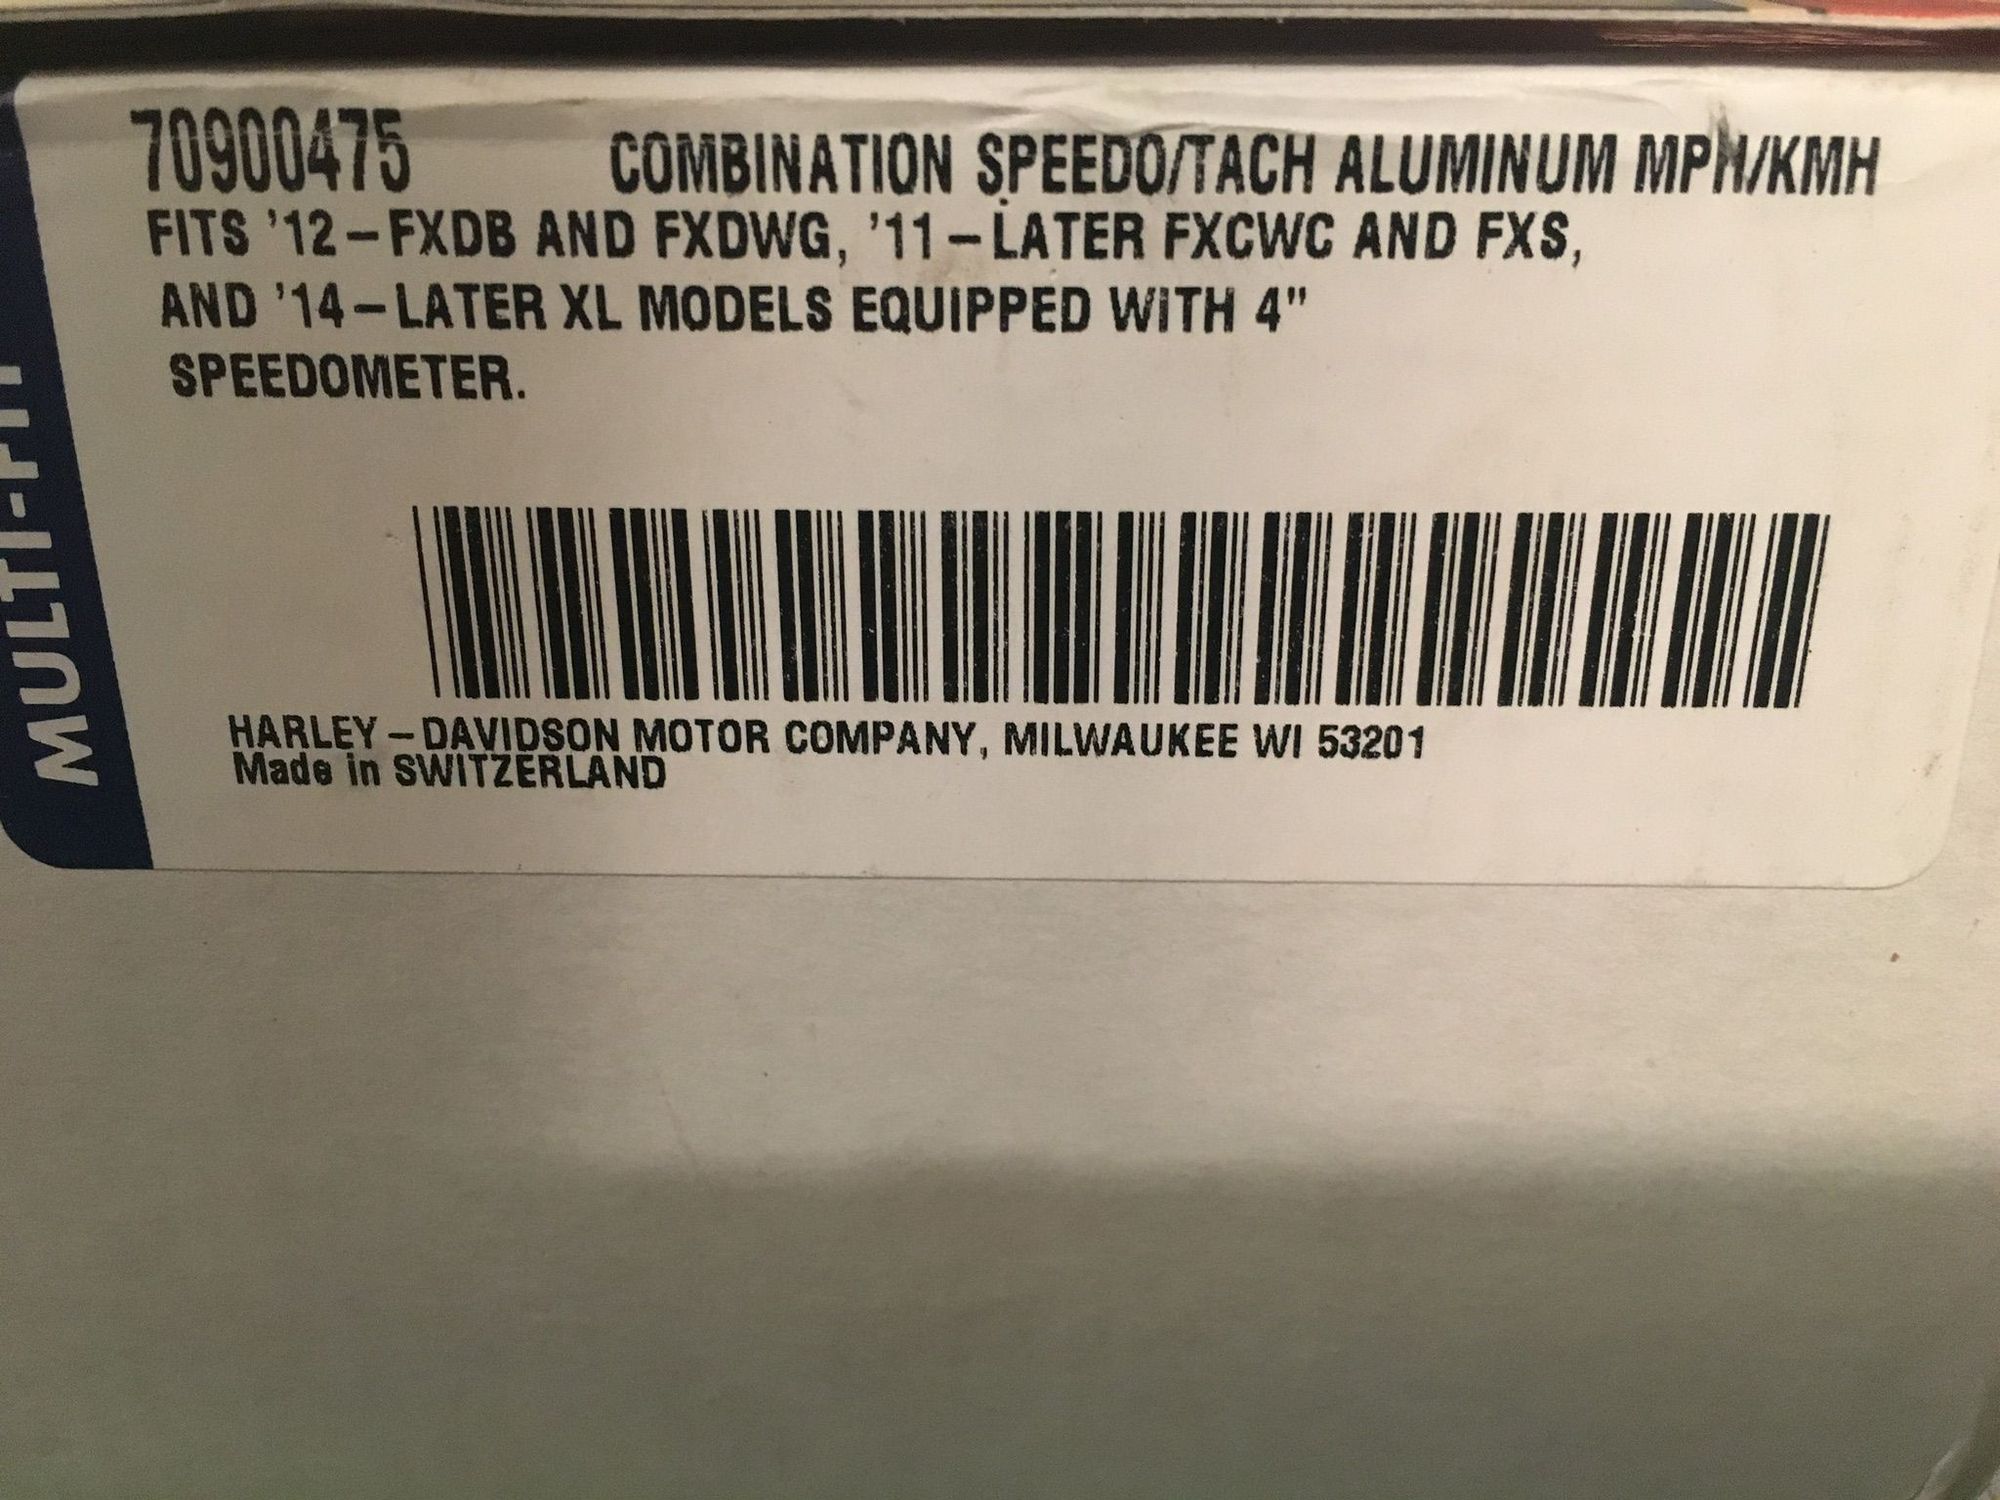 70900475 COMBINATION SPEEDO/TACH ALUMINUM MPH/KMH
FITS '12-FXDB AND FXDWG, '11-LATER FXCWC AND FXS,
AND '14-LATER XL MODELS EQUIPPED WITH 4"
SPEEDOMETER.
HARLEY-DAVIDSON MOTOR COMPANY, MILWAUKEE WI 53201
Made in SWITZERLAND
MULTI-FIT